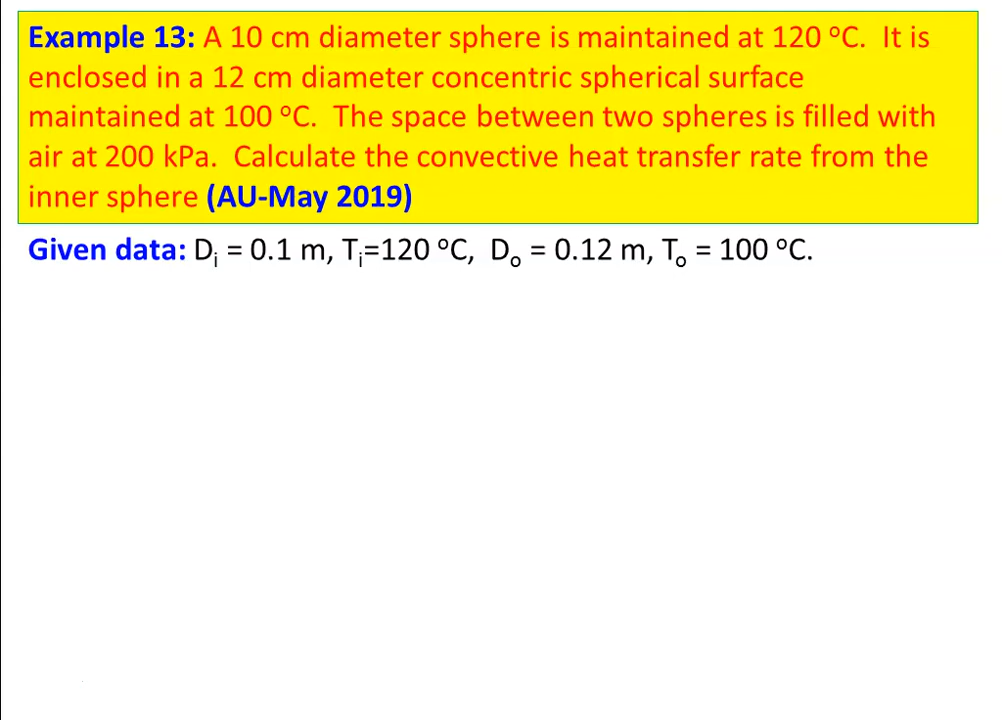 Example 13: A 10 cm diameter sphere is maintained at 120 °C. It is
enclosed in a 12 cm diameter concentric spherical surface
maintained at 100 °C. The space between two spheres is filled with
air at 200 kPa. Calculate the convective heat transfer rate from the
inner sphere (AU-May 2019)
Given data: Dᵢ = 0.1 m, Tᵢ=120 °C, Dₒ = 0.12 m, Tₒ = 100 °C.